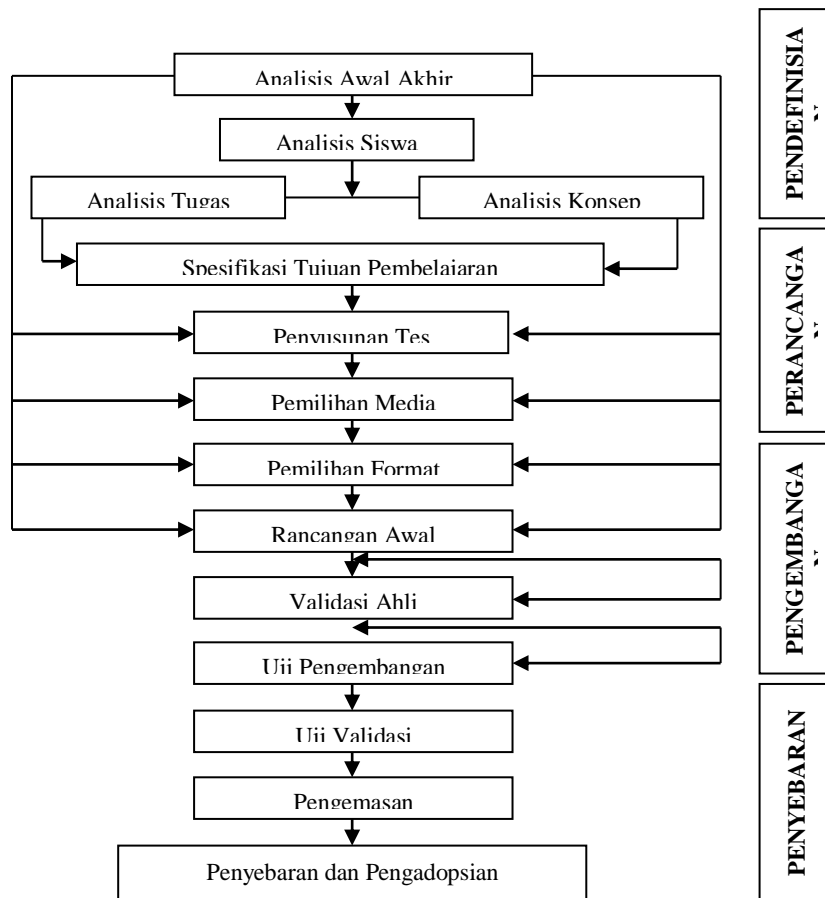 Analisis Awal Akhir
Analisis Siswa
Analisis Tugas
Analisis Konsep
Spesifikasi Tujuan Pembelajaran
Penyusunan Tes
Pemilihan Media
Pemilihan Format
Rancangan Awal
Validasi Ahli
Uji Pengembangan
Uji Validasi
Pengemasan
Penyebaran dan Pengadopsian
PENDEFINISIA
N
PERANCANGA
N
PENGEMBANGA
N
PENYEBARAN